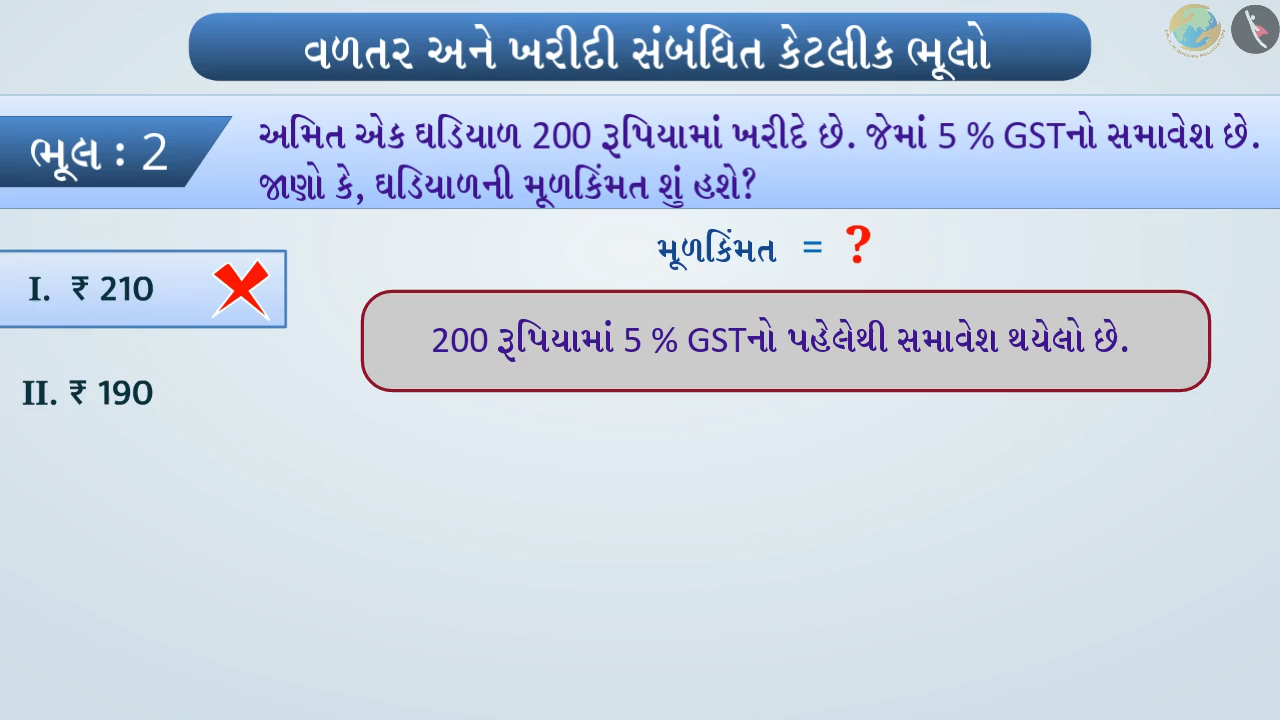 વળતર અને ખરીદી સંબંધિત કેટલીક ભૂલો
ભૂલ : 2
અમિત એક ઘડિયાળ 200 રૂપિયામાં ખરીદે છે. જેમાં 5 % GSTનો સમાવેશ છે.
જાણો કે, ઘડિયાળની મૂળકિંમત શું હશે?
મૂળકિંમત = ?
I. ₹ 210
200 રૂપિયામાં 5 % GSTનો પહેલેથી સમાવેશ થયેલો છે.
II. ₹ 190